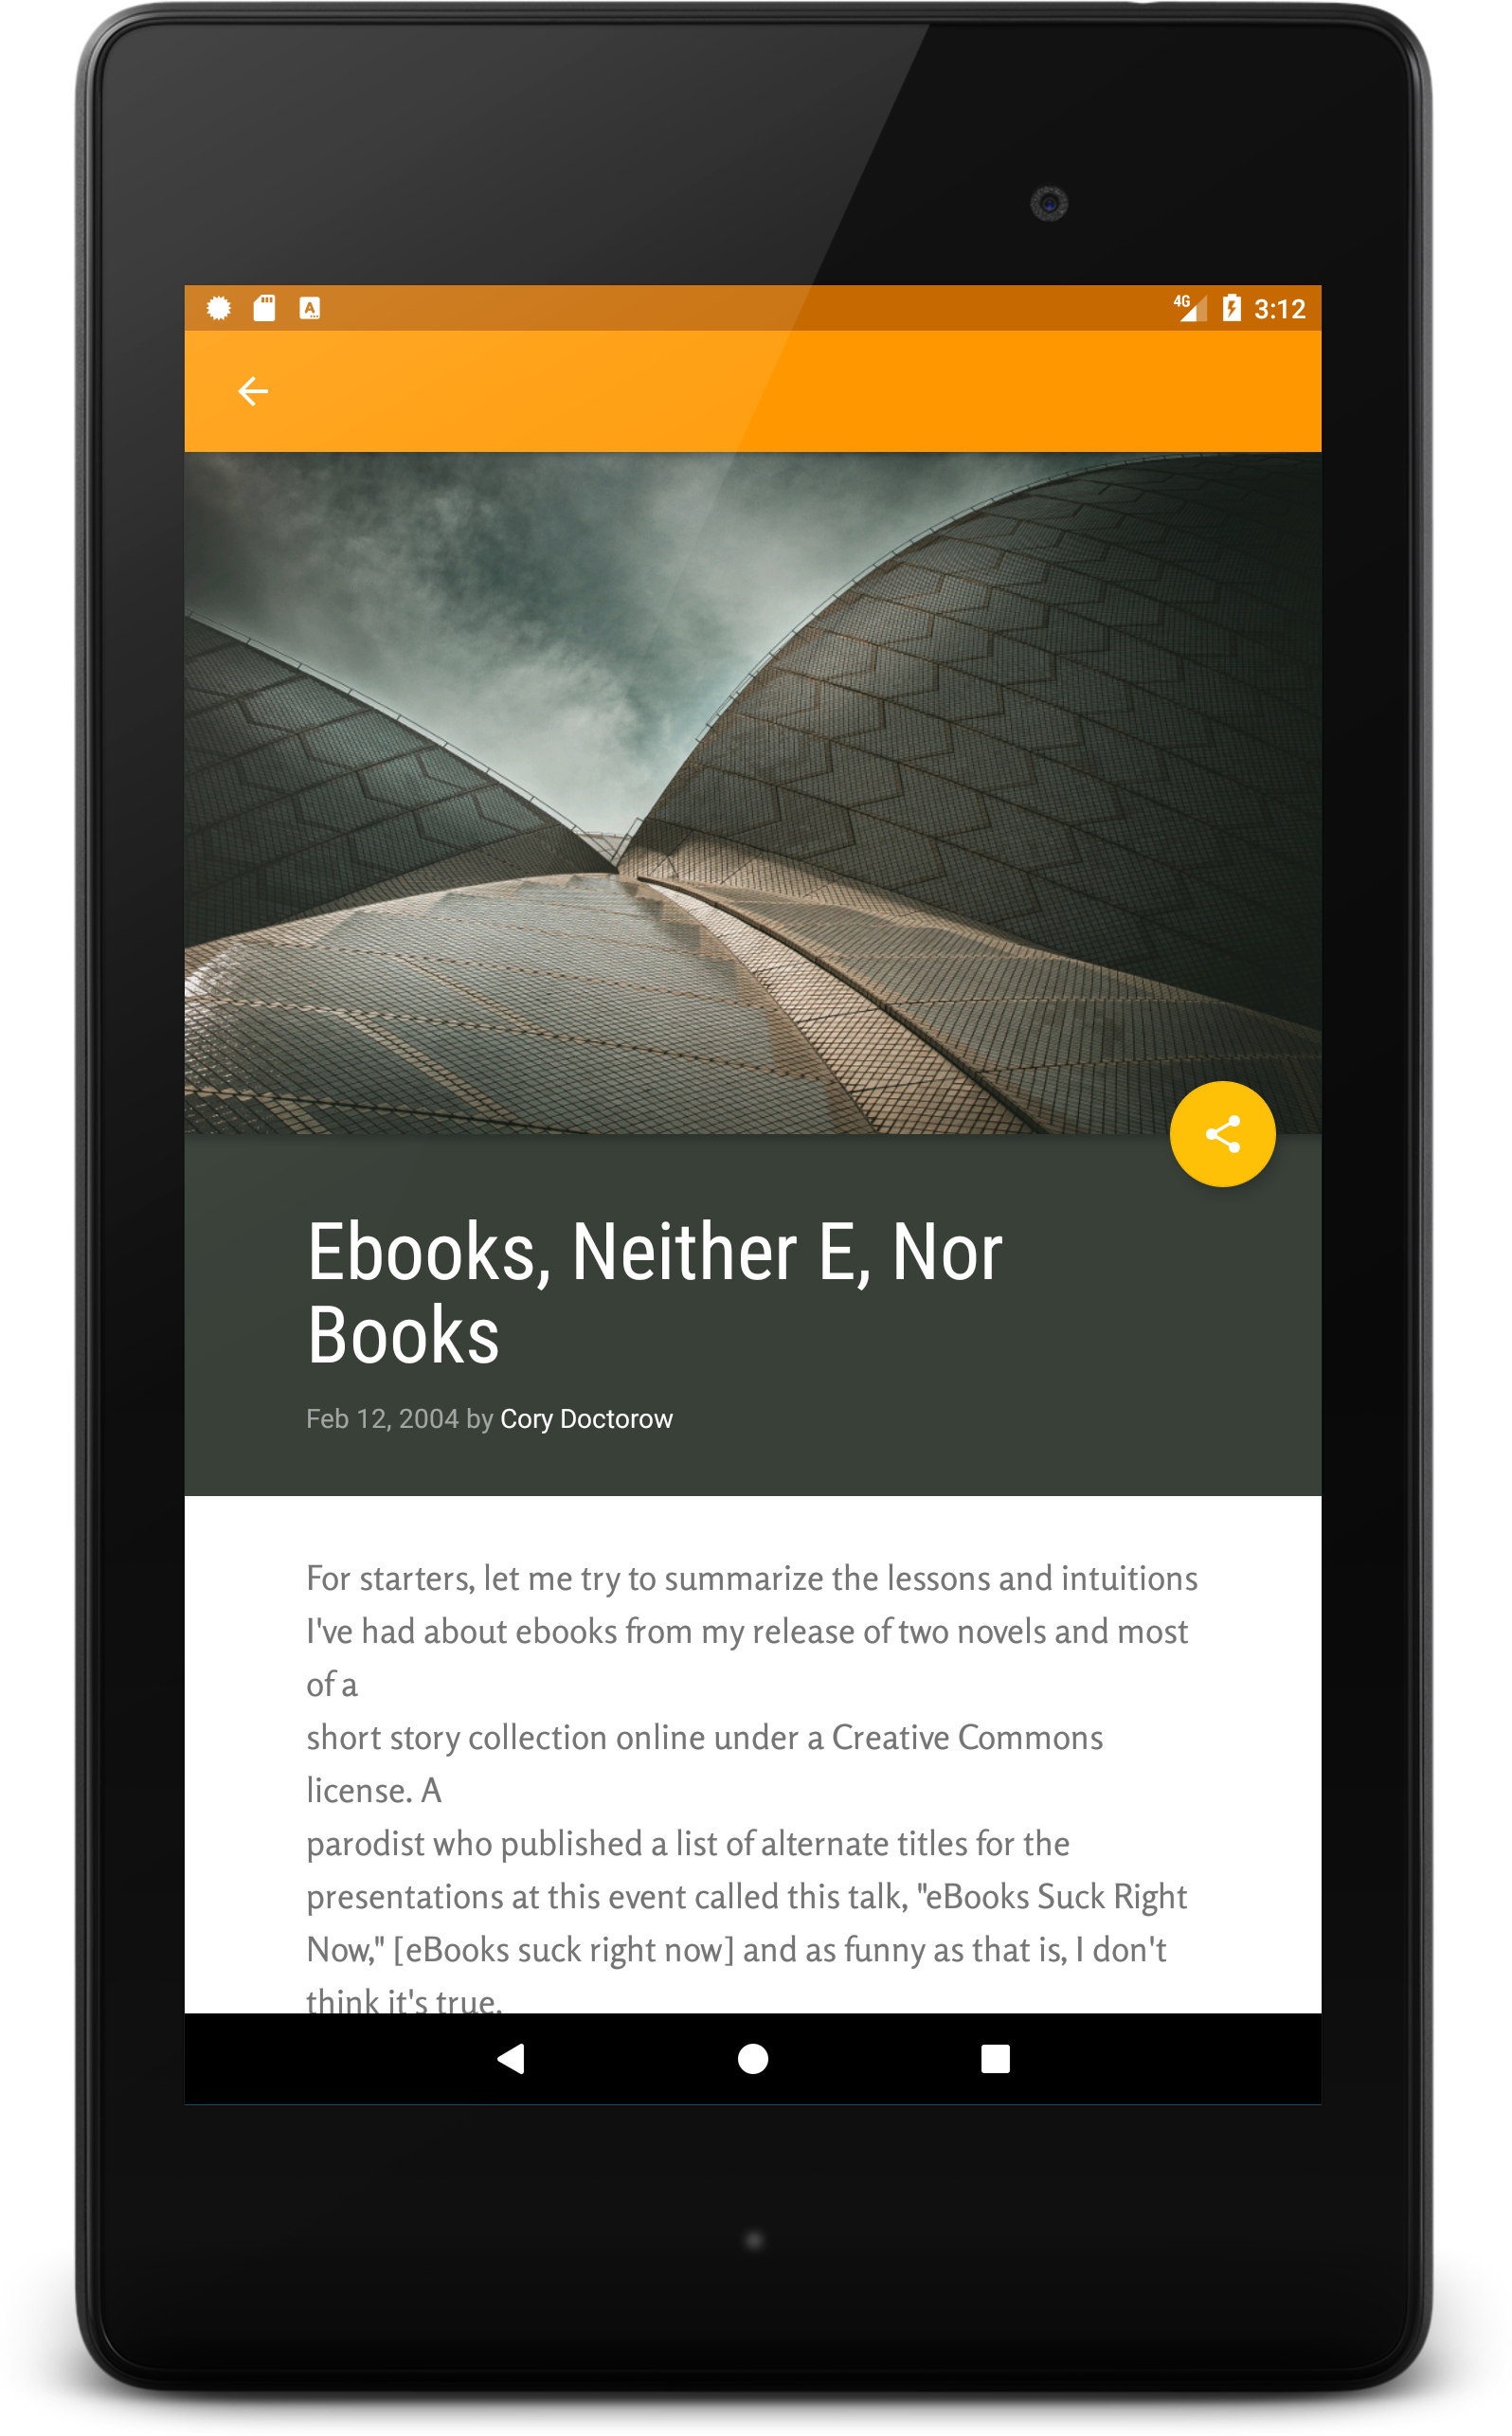 4G 3:12
Ebooks, Neither E, Nor
Books
Feb 12, 2004 by Cory Doctorow
For starters, let me try to summarize the lessons and intuitions
I've had about ebooks from my release of two novels and most
of a
short story collection online under a Creative Commons
license. A
parodist who published a list of alternate titles for the
presentations at this event called this talk, "eBooks Suck Right
Now," [eBooks suck right now] and as funny as that is, I don't
think it's true.